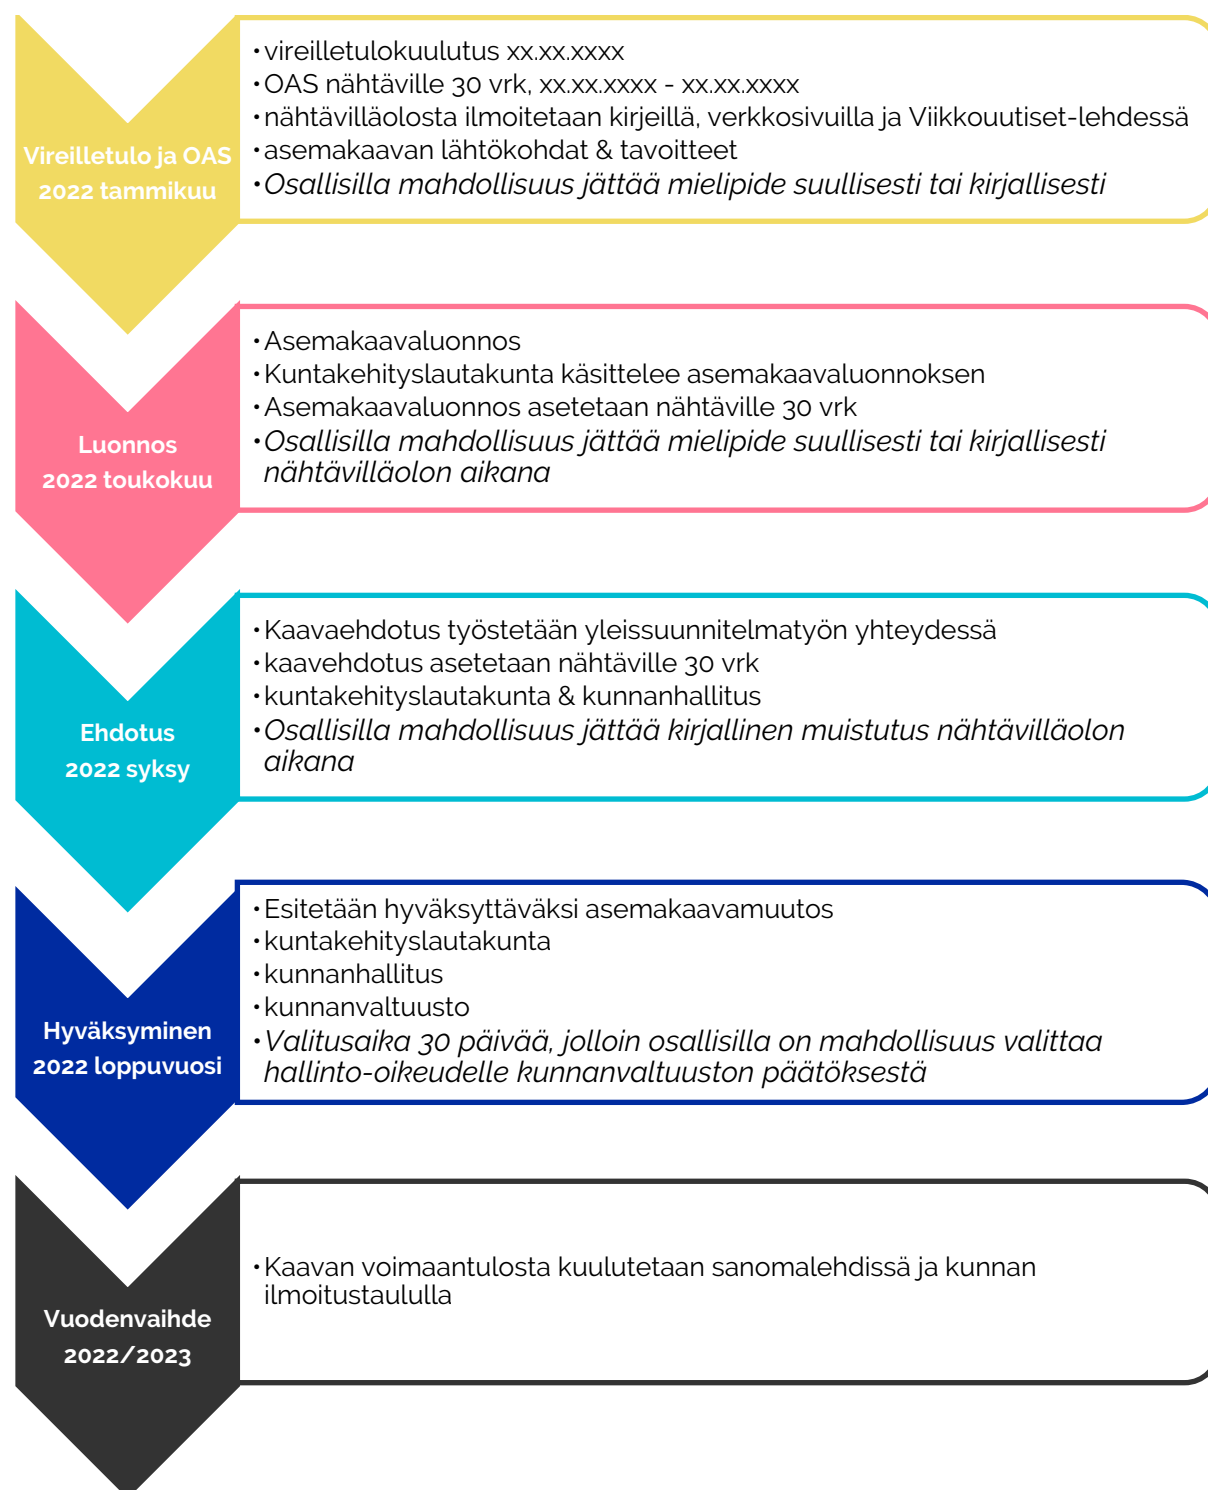 Vireilletulo ja OAS
2022 tammikuu
•vireilletulokuulutus xx.xx.xxxx
•OAS nähtäville 30 vrk, xx.xx.xxxx - xx.xx.xxxx
•nähtävilläolosta ilmoitetaan kirjeillä, verkkosivuilla ja Viikkouutiset-lehdessä
•asemakaavan lähtökohdat & tavoitteet
•Osallisilla mahdollisuus jättää mielipide suullisesti tai kirjallisesti
Luonnos
2022 toukokuu
•Asemakaavaluonnos
•Kuntakehityslautakunta käsittelee asemakaavaluonnoksen
•Asemakaavaluonnos asetetaan nähtäville 30 vrk
•Osallisilla mahdollisuus jättää mielipide suullisesti tai kirjallisesti
nähtävilläolon aikana
Ehdotus
2022 syksy
•Kaavaehdotus työstetään yleissuunnitelmatyön yhteydessä
•kaavehdotus asetetaan nähtäville 30 vrk
•kuntakehityslautakunta & kunnanhallitus
•Osallisilla mahdollisuus jättää kirjallinen muistutus nähtävilläolon
aikana
Hyväksyminen
2022 loppuvuosi
•Esitetään hyväksyttäväksi asemakaavamuutos
•kuntakehityslautakunta
•kunnanhallitus
•kunnanvaltuusto
•Valitusaika 30 päivää, jolloin osallisilla on mahdollisuus valittaa
hallinto-oikeudelle kunnanvaltuuston päätöksestä
Vuodenvaihde
2022/2023
•Kaavan voimaantulosta kuulutetaan sanomalehdissä ja kunnan
ilmoitustaululla